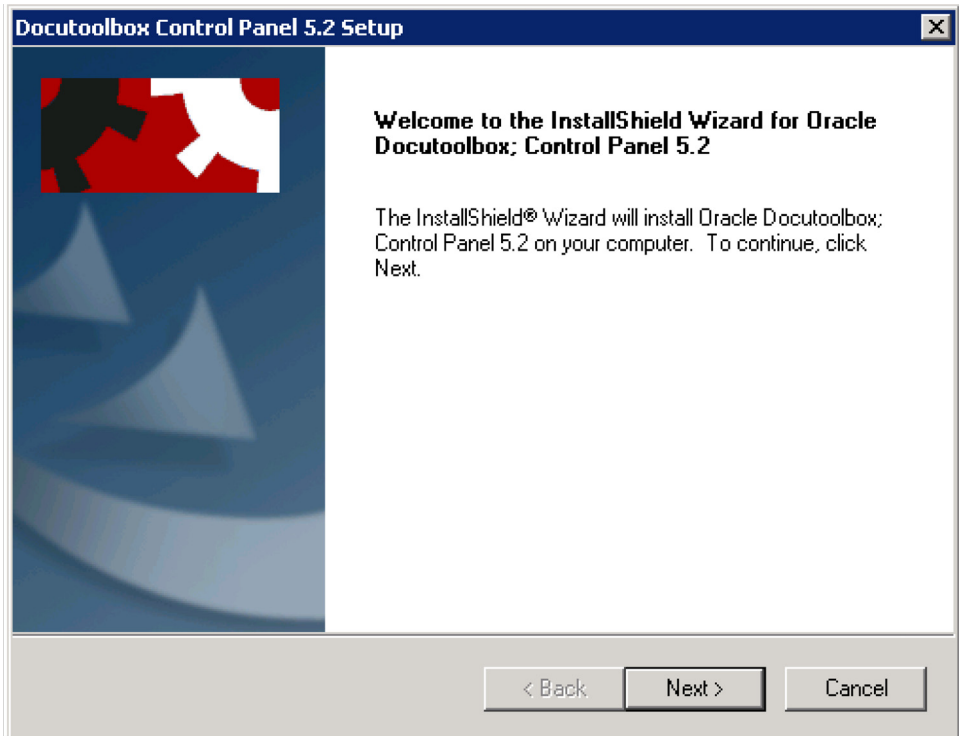 Docutoolbox Control Panel 5.2 Setup
Welcome to the InstallShield Wizard for Oracle
Docutoolbox; Control Panel 5.2
The InstallShield® Wizard will install Oracle Docutoolbox;
Control Panel 5.2 on your computer.  To continue, click
Next.
< Back
Next >
Cancel